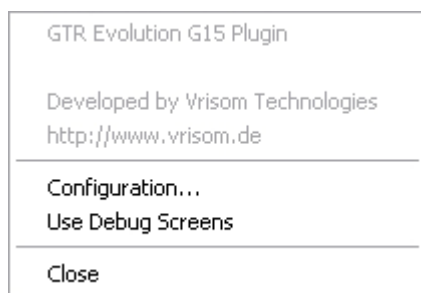 GTR Evolution G15 Plugin
Developed by Vrisom Technologies
http://www.vrisom.de
Configuration...
Use Debug Screens
Close